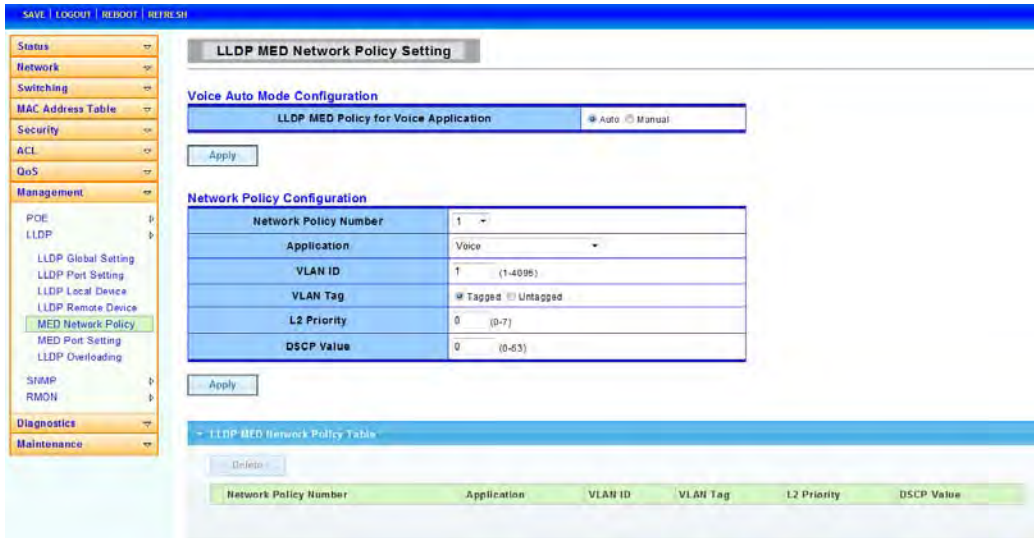 SAVE | LOGOUT | REBOOT | REFRESH
Status
Network
Switching
MAC Address Table
Security
ACL
QoS
Management
POE
LLDP
LLDP Global Setting
LLDP Port Setting
LLDP Local Device
LLDP Remote Device
MED Network Policy
MED Port Setting
LLDP Overloading
SNMP
RMON
Diagnostics
Maintenance
LLDP MED Network Policy Setting
Voice Auto Mode Configuration
LLDP MED Policy for Voice Application Auto Manual
Apply
Network Policy Configuration
Network Policy Number 1
Application Voice
VLAN ID 1 (1-4095)
VLAN Tag Tagged Untagged
L2 Priority 0 (0-7)
DSCP Value 0 (0-63)
Apply
LLDP MED Network Policy Table
Delete
Network Policy Number Application VLAN ID VLAN Tag L2 Priority DSCP Value